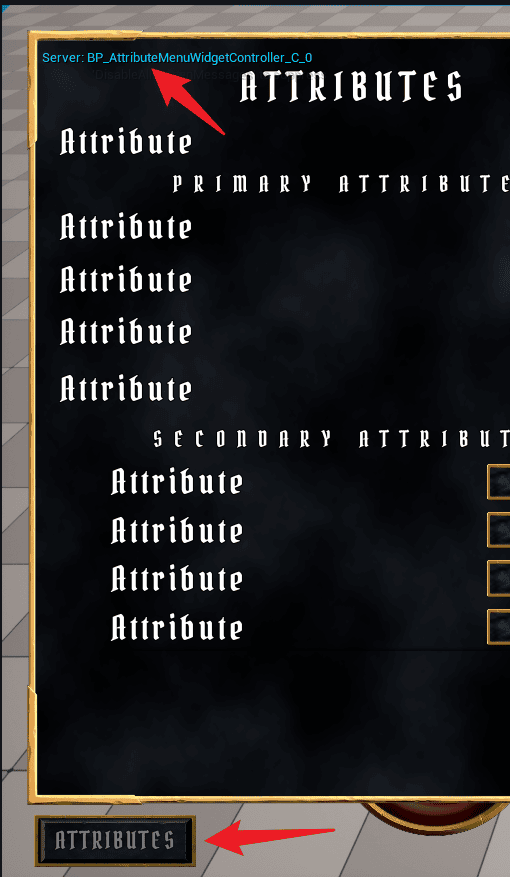 Server: BP_AttributeMenuWidgetController_C_0
ATTRIBUTES
Attribute
PRIMARY ATTRIBUTE
Attribute
Attribute
Attribute
Attribute
SECONDARY ATTRIBUT
Attribute
Attribute
Attribute
Attribute
ATTRIBUTES